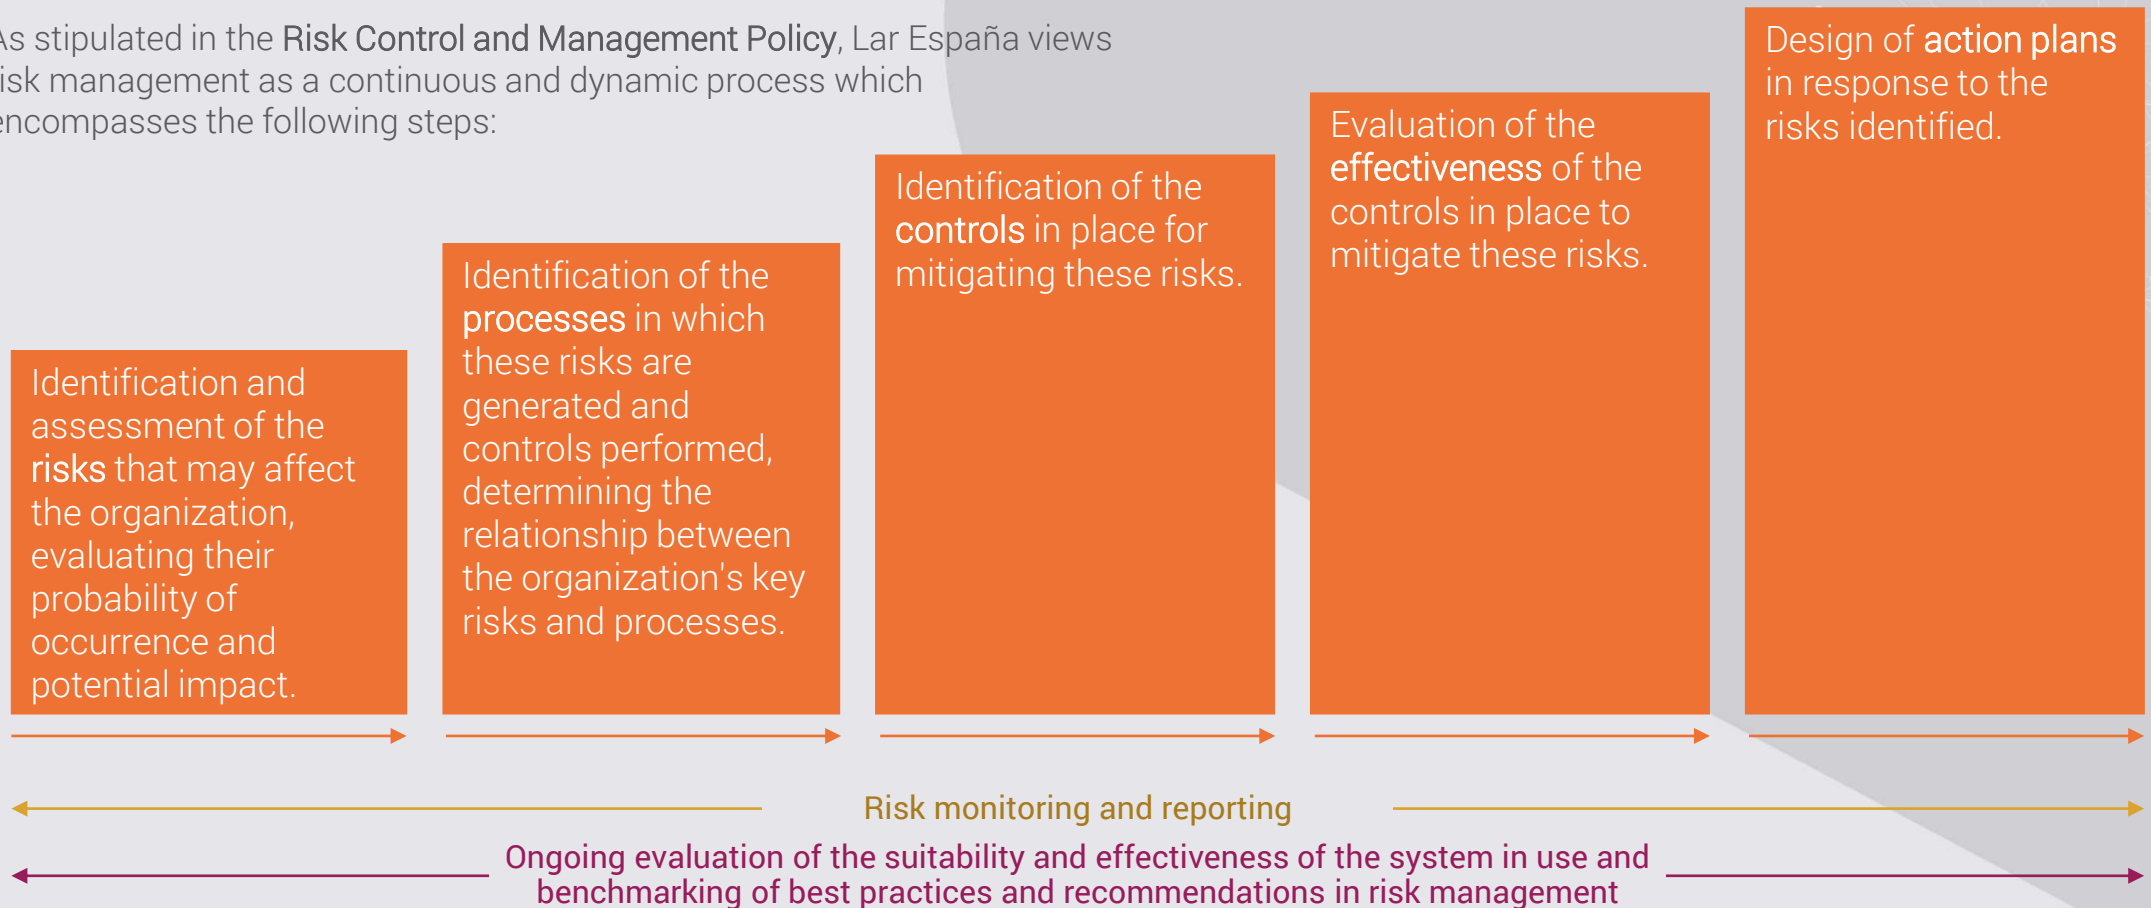 As stipulated in the Risk Control and Management Policy, Lar España views
risk management as a continuous and dynamic process which
encompasses the following steps:
Identification and
assessment of the
risks that may affect
the organization,
evaluating their
probability of
occurrence and
potential impact.
Identification of the
processes in which
these risks are
generated and
controls performed,
determining the
relationship between
the organization's key
risks and processes.
Identification of the
controls in place for
mitigating these risks.
Evaluation of the
effectiveness of the
controls in place to
mitigate these risks.
Design of action plans
in response to the
risks identified.
Risk monitoring and reporting
Ongoing evaluation of the suitability and effectiveness of the system in use and
benchmarking of best practices and recommendations in risk management